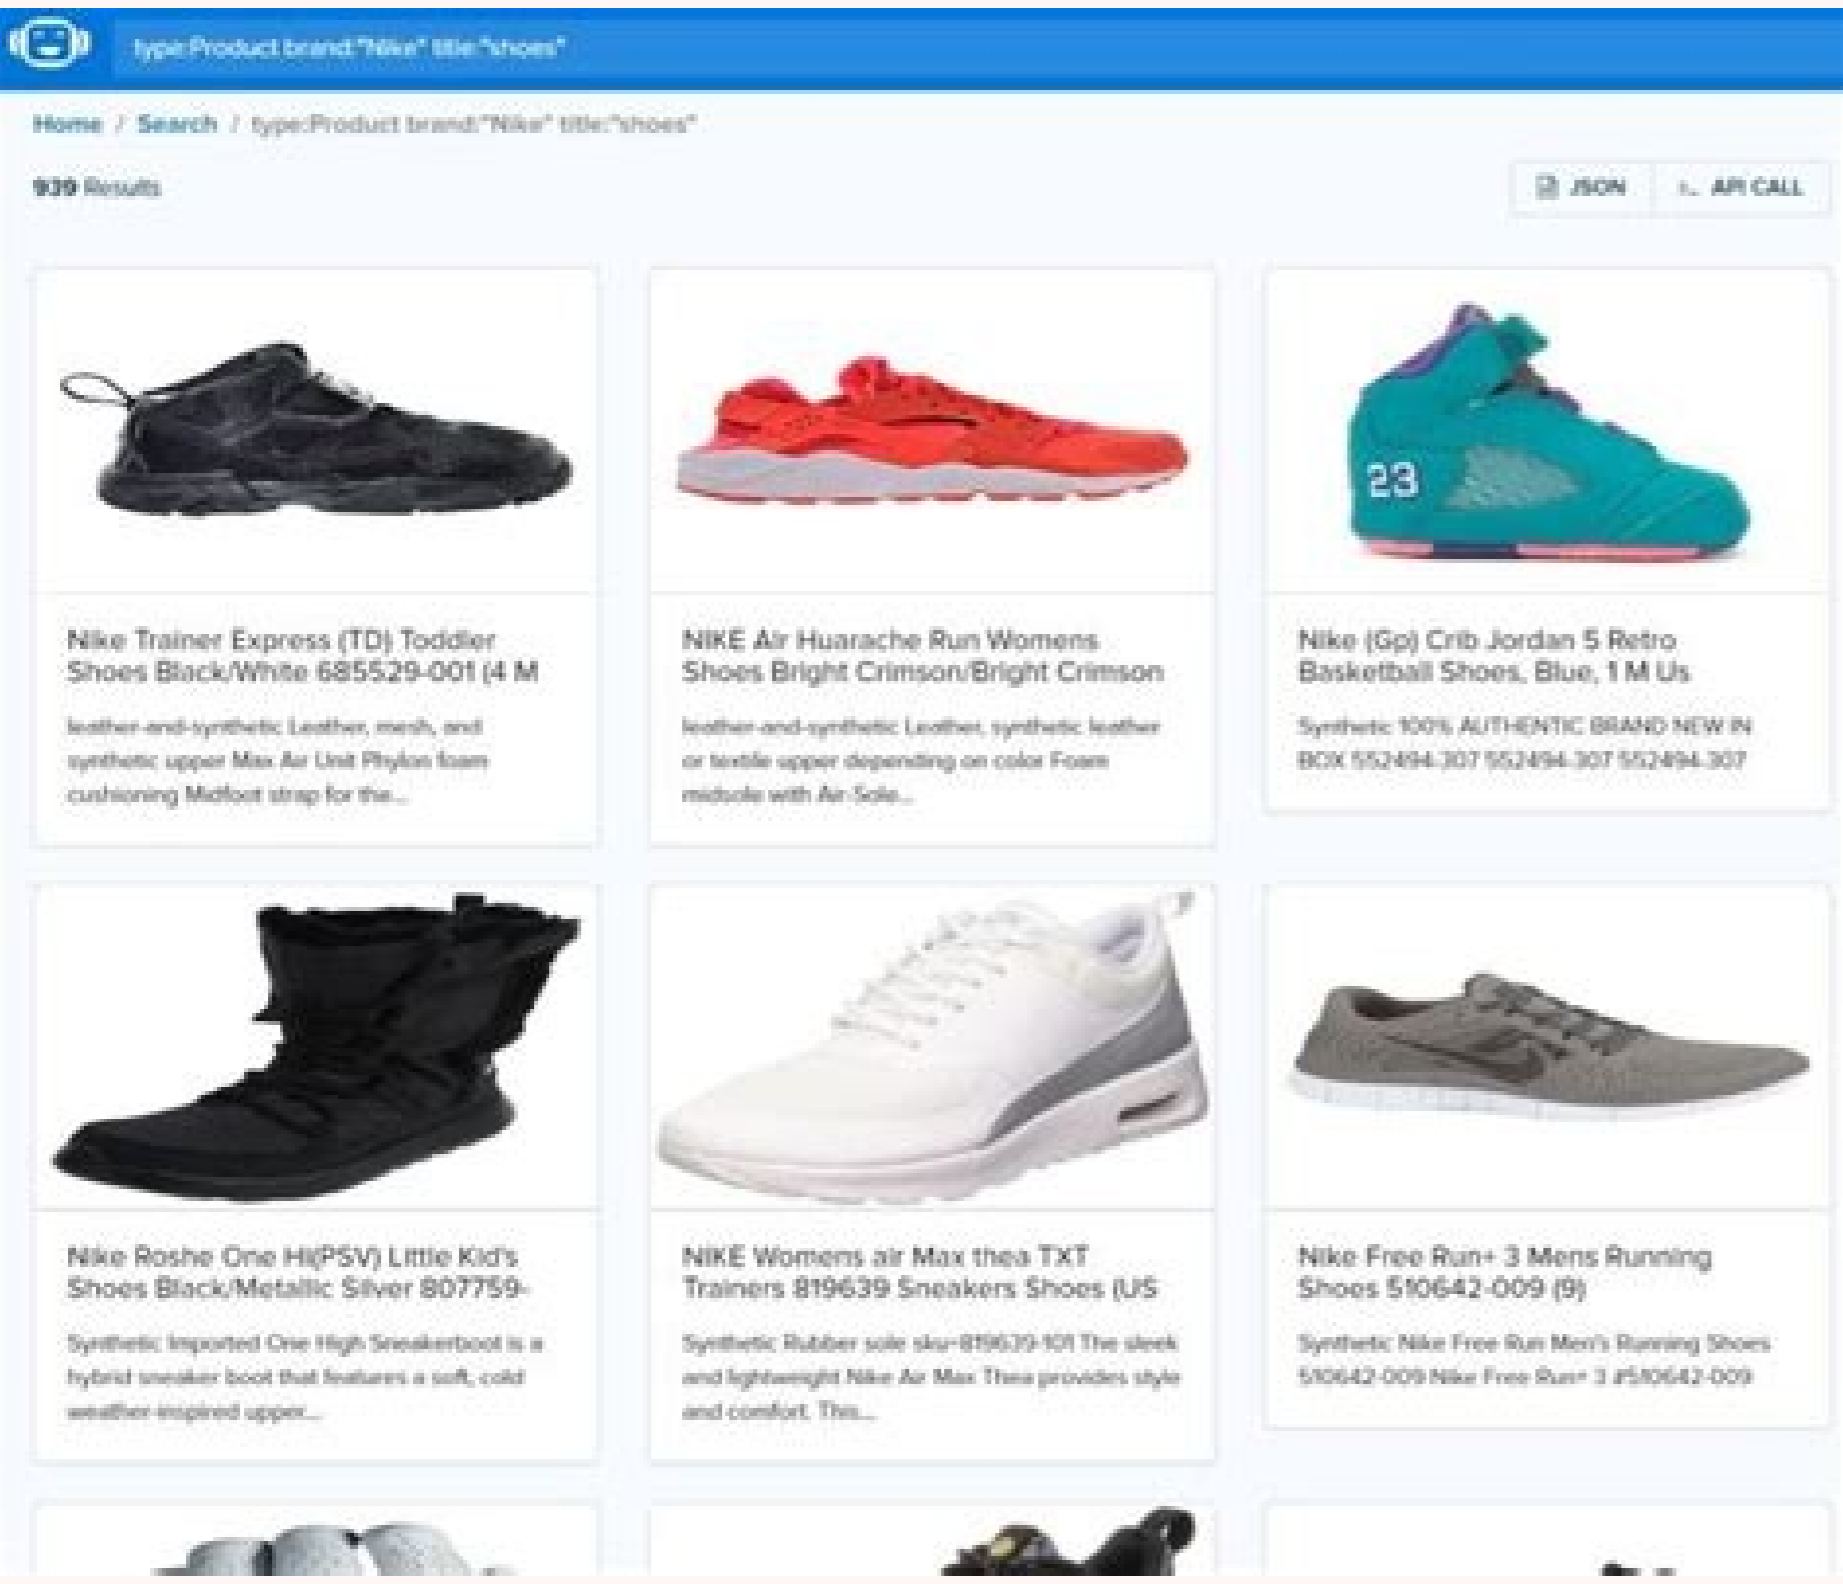 type:Product brand:"Nike" title:"shoes"
Home / Search / type:Product brand:"Nike" title:"shoes"
939 Results
JSON
API CALL
23
Nike Trainer Express (TD) Toddler
Shoes Black/White 685529-001 (4 M
leather-and-synthetic Leather, mesh, and
synthetic upper Max Air Unit Phylon foam
cushioning Midfoot strap for the...
NIKE Air Huarache Run Womens
Shoes Bright Crimson/Bright Crimson
leather-and-synthetic Leather, synthetic leather
or textile upper depending on color Foam
midsole with Air-Sole...
Nike (Gp) Crib Jordan 5 Retro
Basketball Shoes, Blue, 1 M Us
Synthetic 100% AUTHENTIC BRAND NEW IN
BOX 552494-307 552494-307 552494-307
Nike Roshe One Hi(PSV) Little Kid's
Shoes Black/Metallic Silver 807759-
Synthetic Imported One High Sneakerboot is a
hybrid sneaker boot that features a soft, cold
weather-inspired upper...
NIKE Womens air Max thea TXT
Trainers 819639 Sneakers Shoes (US
Synthetic Rubber sole sku=819639-101 The sleek
and lightweight Nike Air Max Thea provides style
and comfort. This...
Nike Free Run+ 3 Mens Running
Shoes 510642-009 (9)
Synthetic Nike Free Run Men's Running Shoes
510642-009 Nike Free Run+ 3 #510642-009